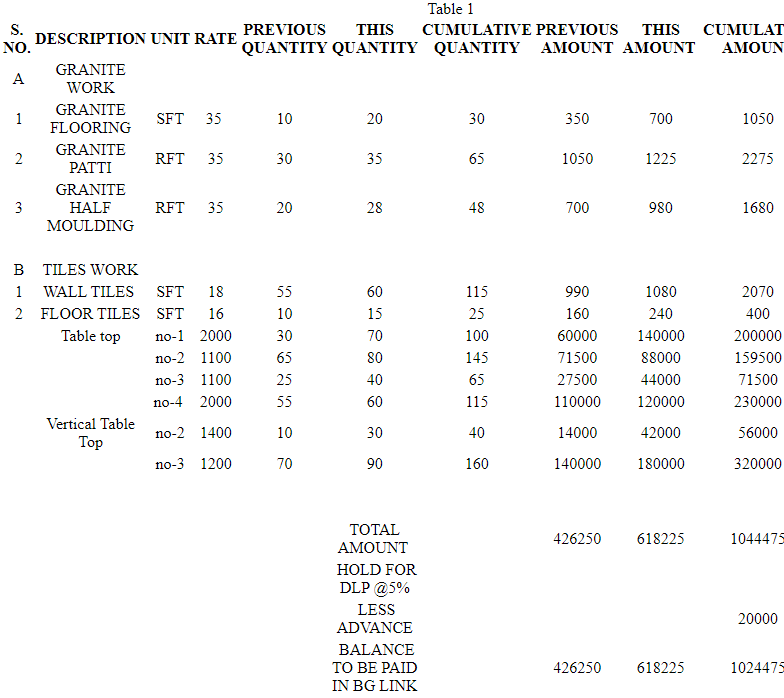 Table 1
S. NO. DESCRIPTION UNIT RATE PREVIOUS QUANTITY THIS QUANTITY CUMULATIVE QUANTITY PREVIOUS AMOUNT THIS AMOUNT CUMULAT AMOUN
A GRANITE WORK
1 GRANITE FLOORING SFT 35 10 20 30 350 700 1050
2 GRANITE PATTI RFT 35 30 35 65 1050 1225 2275
3 GRANITE HALF MOULDING RFT 35 20 28 48 700 980 1680
B TILES WORK
1 WALL TILES SFT 18 55 60 115 990 1080 2070
2 FLOOR TILES SFT 16 10 15 25 160 240 400
Table top no-1 2000 30 70 100 60000 140000 200000
no-2 1100 65 80 145 71500 88000 159500
no-3 1100 25 40 65 27500 44000 71500
no-4 2000 55 60 115 110000 120000 230000
Vertical Table Top no-2 1400 10 30 40 14000 42000 56000
no-3 1200 70 90 160 140000 180000 320000
TOTAL AMOUNT 426250 618225 1044475
HOLD FOR DLP @5%
LESS ADVANCE 20000
BALANCE TO BE PAID IN BG LINK 426250 618225 1024475